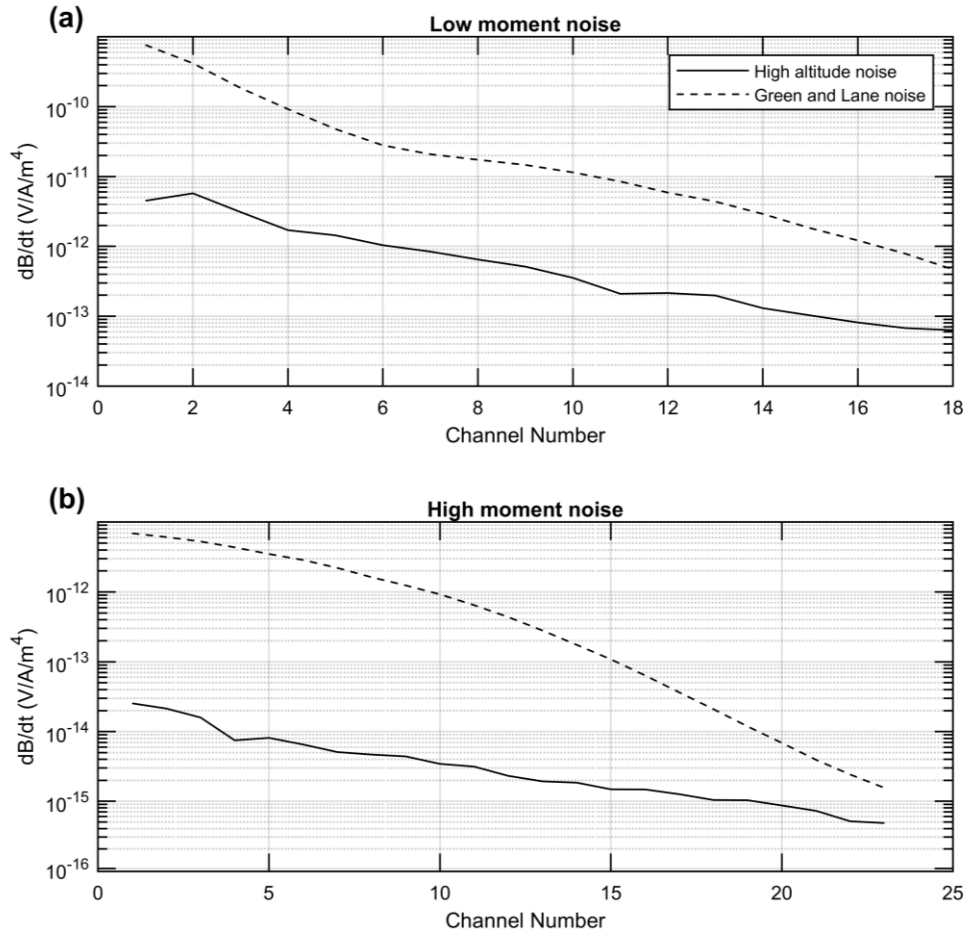 (a)
Low moment noise
High altitude noise
Green and Lane noise
10^-10
10^-11
10^-12
10^-13
10^-14
dB/dt (V/A/m^4)
0 2 4 6 8 10 12 14 16 18
Channel Number
(b)
High moment noise
10^-12
10^-13
10^-14
10^-15
10^-16
dB/dt (V/A/m^4)
0 5 10 15 20 25
Channel Number